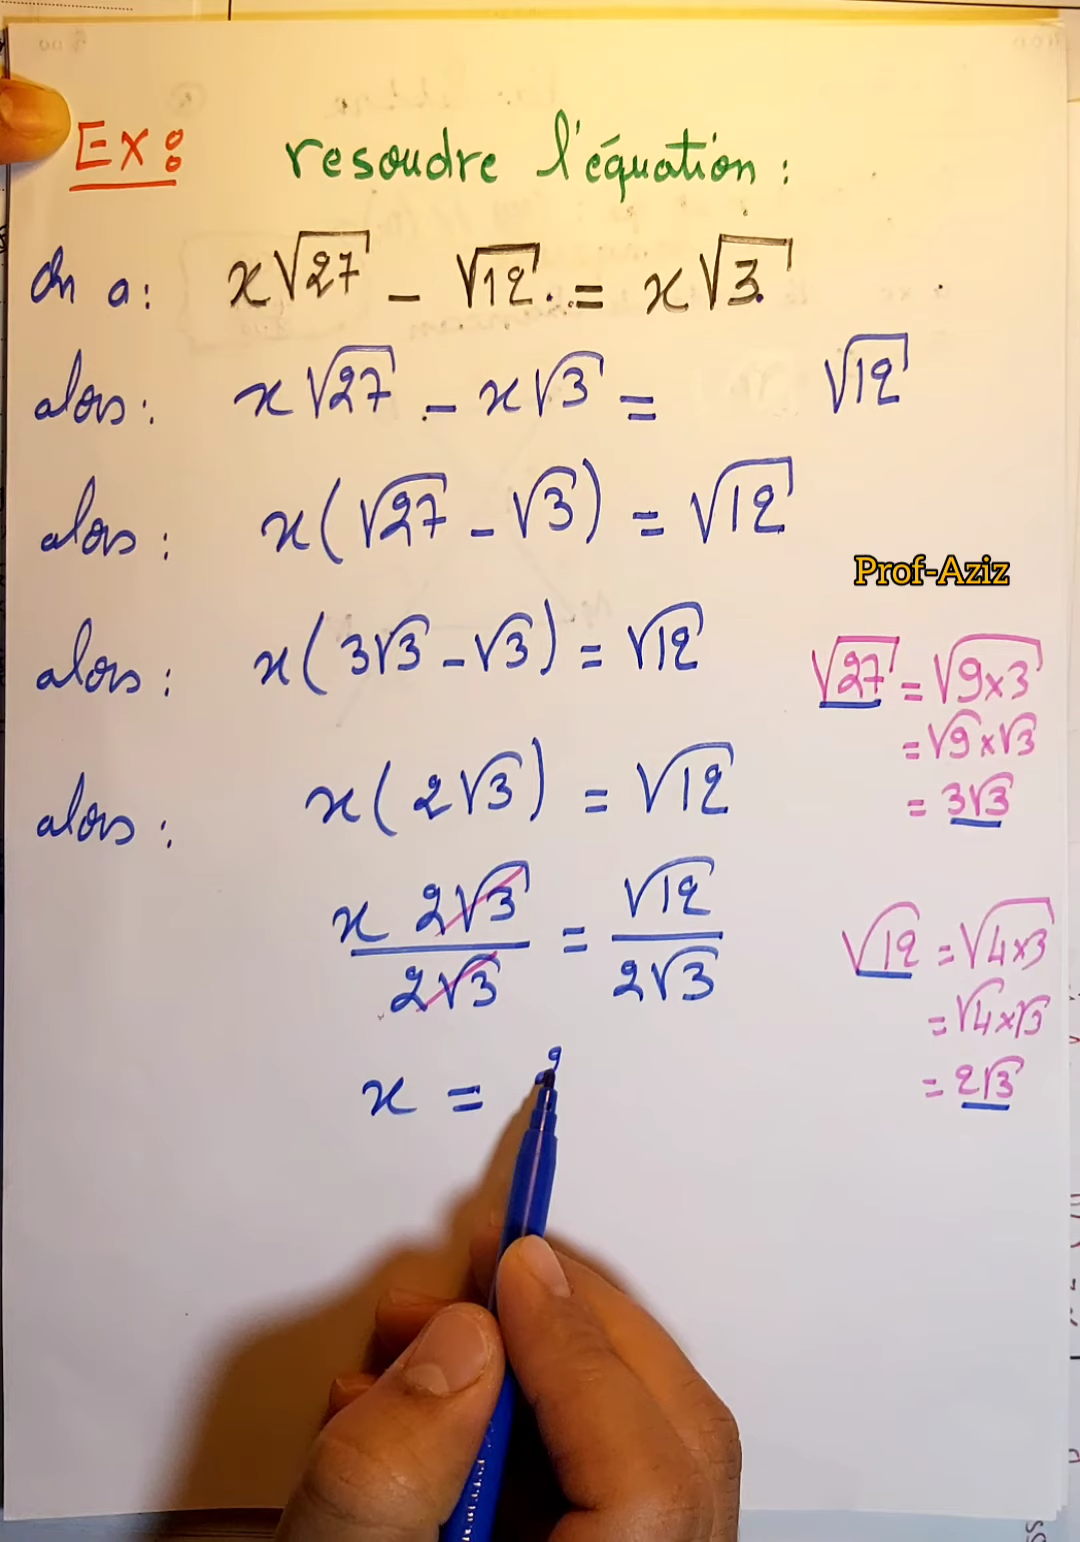 Ex: resoudre l'équation :
On a: x√27 - √12 = x√3
alors: x√27 - x√3 = √12
alors: x(√27 - √3) = √12
Prof-Aziz
alors: x(3√3 - √3) = √12
√27 = √9×3
= √9×√3
= 3√3
alors: x(2√3) = √12
x 2√3 / 2√3 = √12 / 2√3
√12 = √4×3
= √4×√3
= 2√3
x = 2